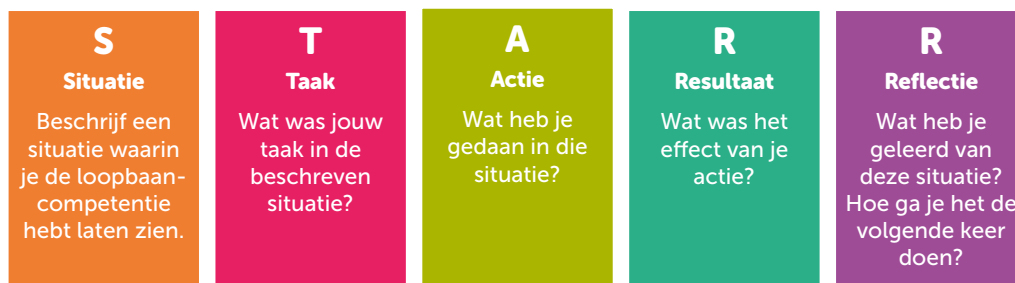 S
Situatie
Beschrijf een
situatie waarin
je de loopbaan-
competentie
hebt laten zien.
T
Taak
Wat was jouw
taak in de
beschreven
situatie?
A
Actie
Wat heb je
gedaan in die
situatie?
R
Resultaat
Wat was het
effect van je
actie?
R
Reflectie
Wat heb je
geleerd van
deze situatie?
Hoe ga je het de
volgende keer
doen?